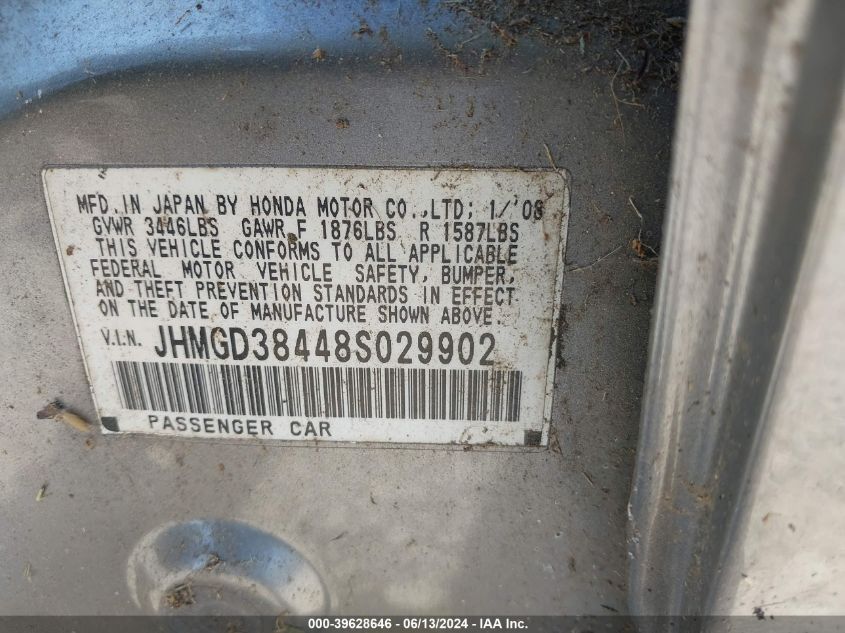 MFD. IN JAPAN BY HONDA MOTOR CO.,LTD; 1/'08
GVWR 3446LBS GAWR F 1876LBS R 1587LBS
THIS VEHICLE CONFORMS TO ALL APPLICABLE
FEDERAL MOTOR VEHICLE SAFETY, BUMPER,
AND THEFT PREVENTION STANDARDS IN EFFECT
ON THE DATE OF MANUFACTURE SHOWN ABOVE.
V.I.N. JHMGD38448S029902
PASSENGER CAR
000-39628646 - 06/13/2024 - IAA Inc.